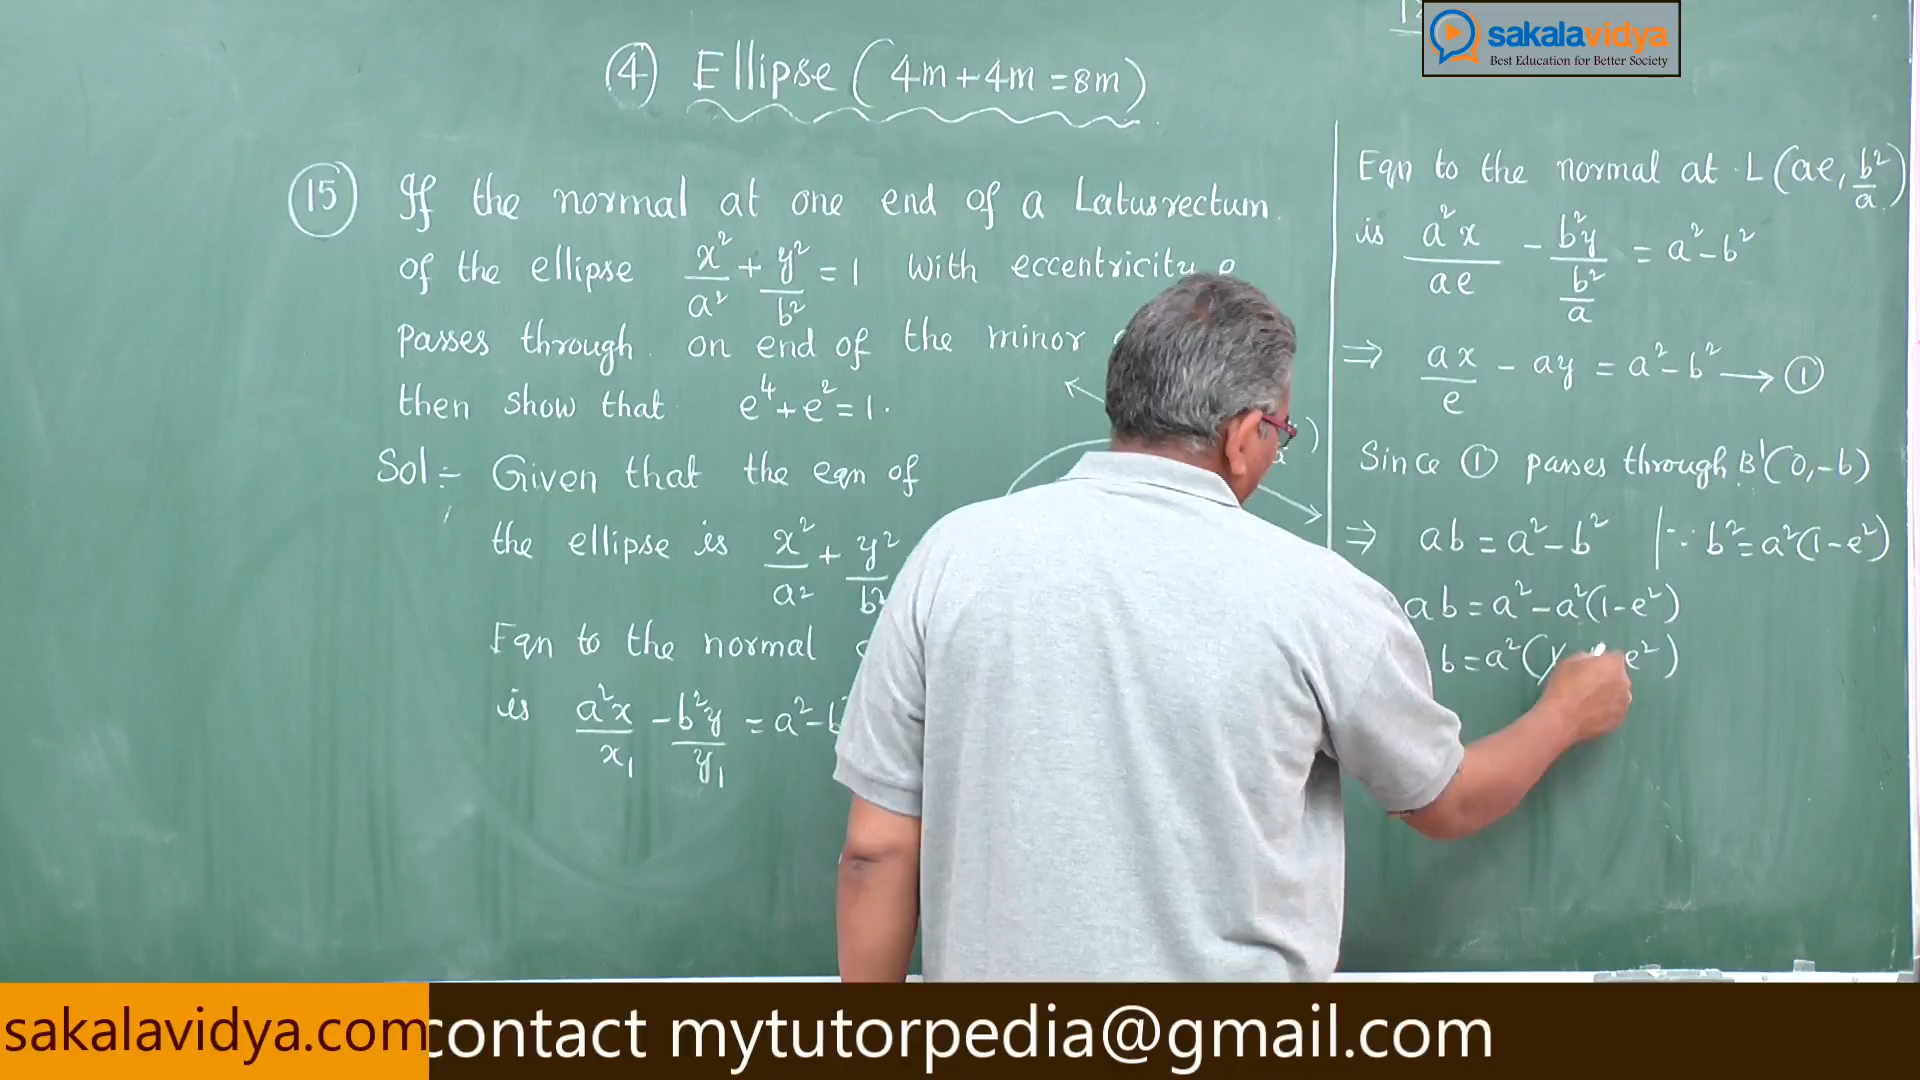 sakalavidya
Best Education for Better Society
④ Ellipse (4m+4m=8m)
⑮ If the normal at one end of a Latusrectum
of the ellipse x²/a² + y²/b² = 1 with eccentricity e
passes through on end of the minor
then show that e⁴+e²=1.
Sol:- Given that the eqn of
the ellipse is x²/a² + y²/b²
Eqn to the normal
is a²x/x₁ - b²y/y₁ = a²-b²
Eqn to the normal at L(ae, b²/a)
is a²x/ae - b²y/(b²/a) = a²-b²
⇒ ax/e - ay = a²-b² → ①
Since ① passes through B'(0,-b)
⇒ ab = a²-b² | ∵ b²=a²(1-e²)
ab = a²-a²(1-e²)
b = a²(1 e²)
sakalavidya.com contact mytutorpedia@gmail.com